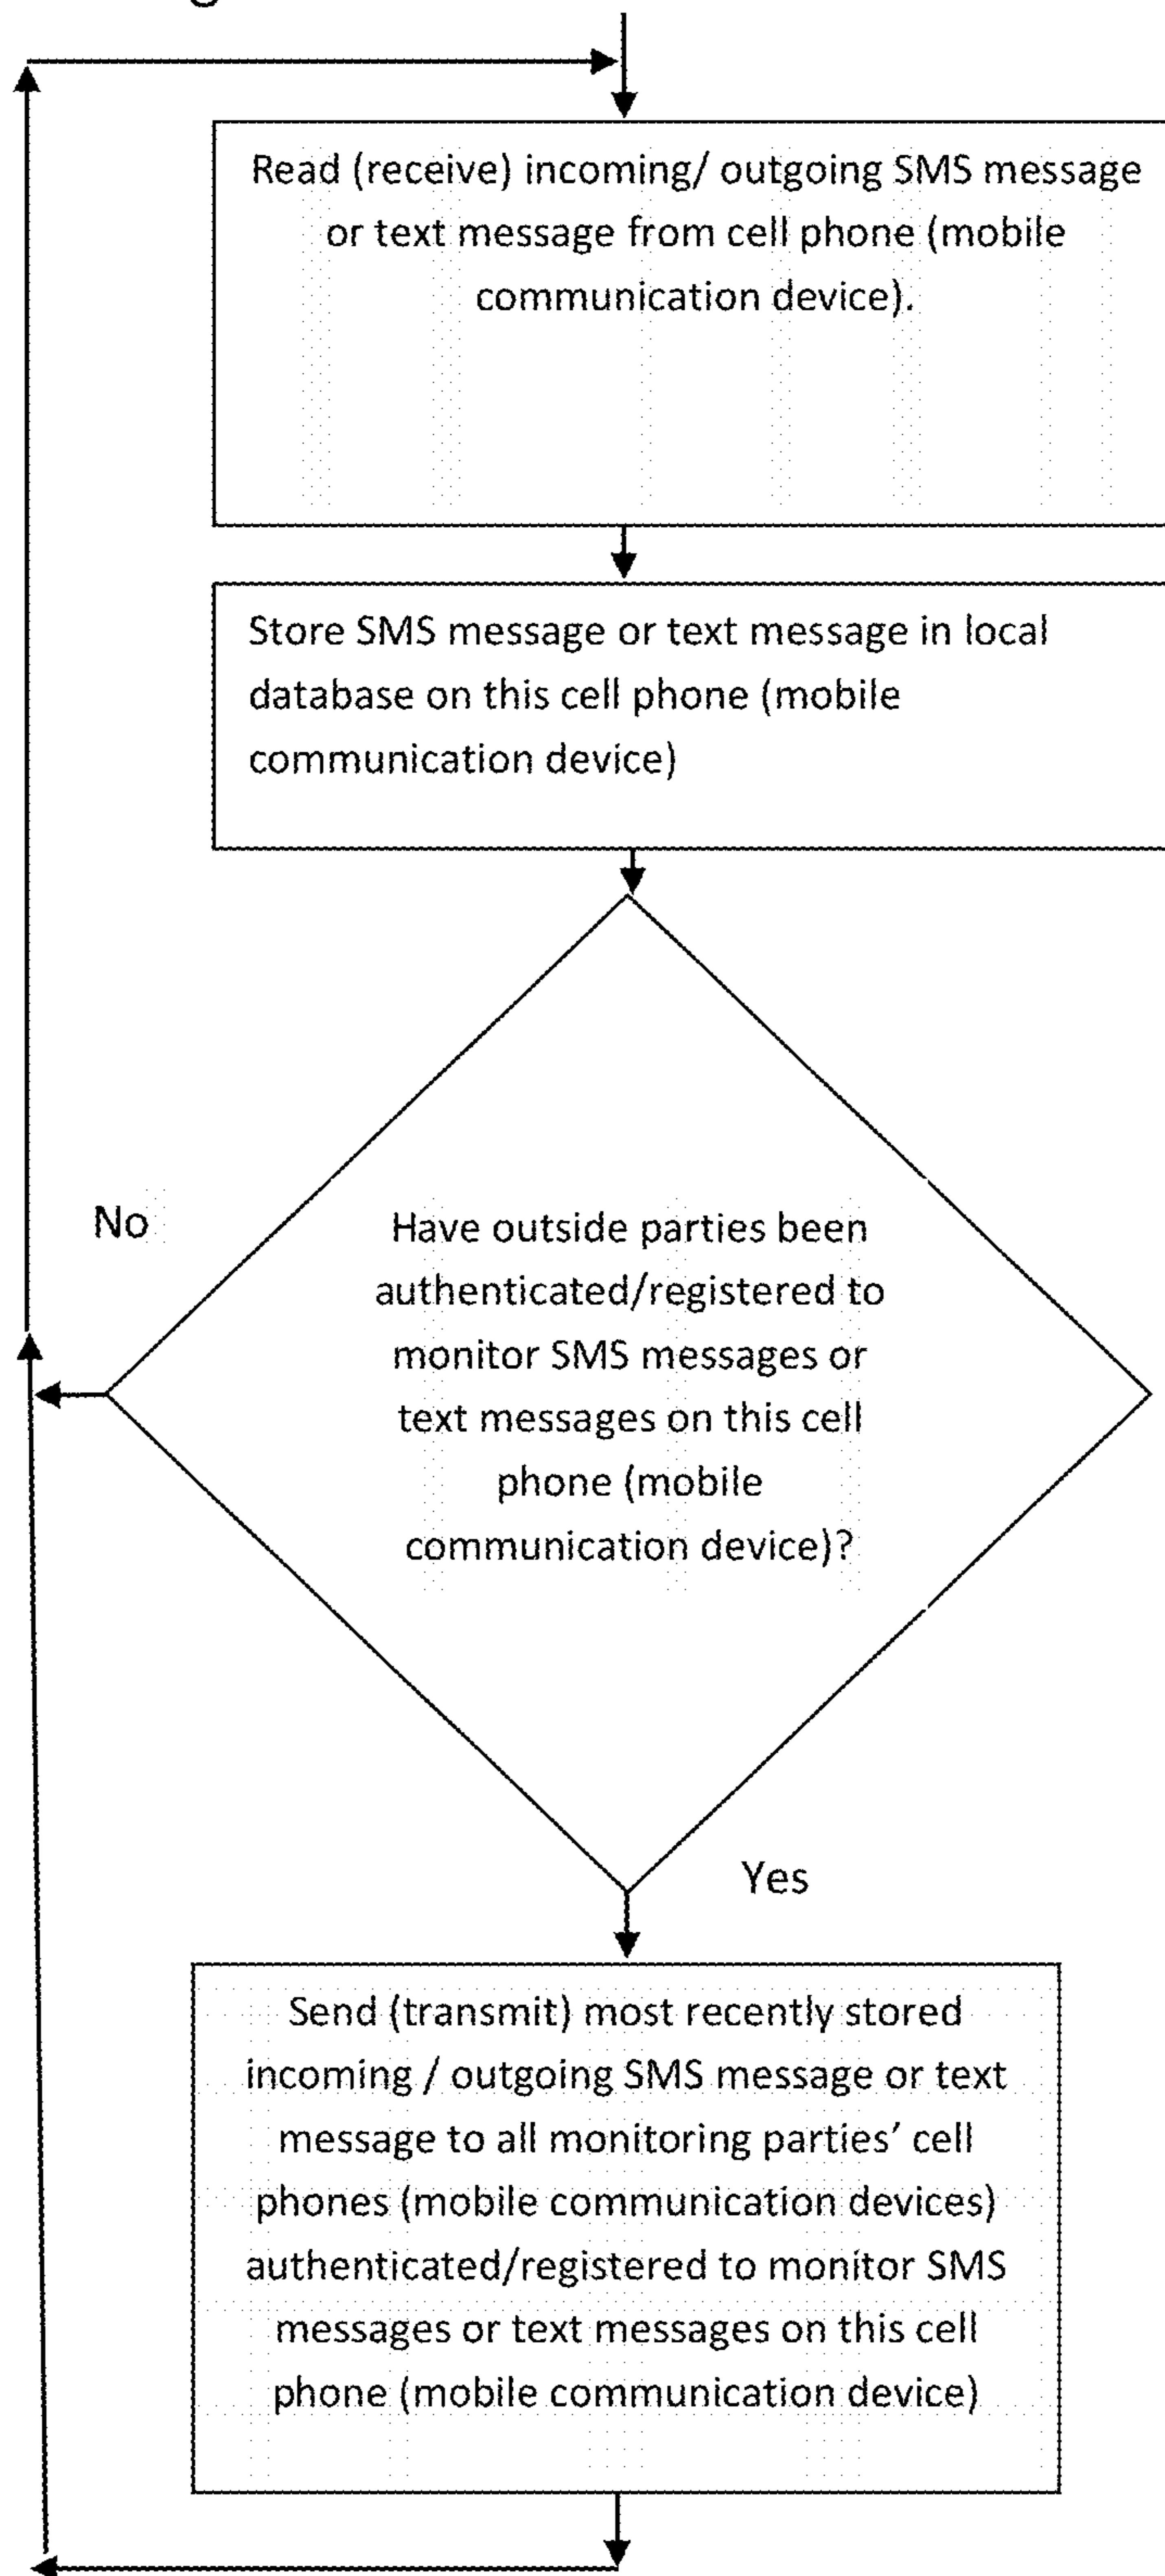 Read (receive) incoming/ outgoing SMS message
or text message from cell phone (mobile
communication device).
Store SMS message or text message in local
database on this cell phone (mobile
communication device)
No
Have outside parties been
authenticated/registered to
monitor SMS messages or
text messages on this cell
phone (mobile
communication device)?
Yes
Send (transmit) most recently stored
incoming / outgoing SMS message or text
message to all monitoring parties’ cell
phones (mobile communication devices)
authenticated/registered to monitor SMS
messages or text messages on this cell
phone (mobile communication device)